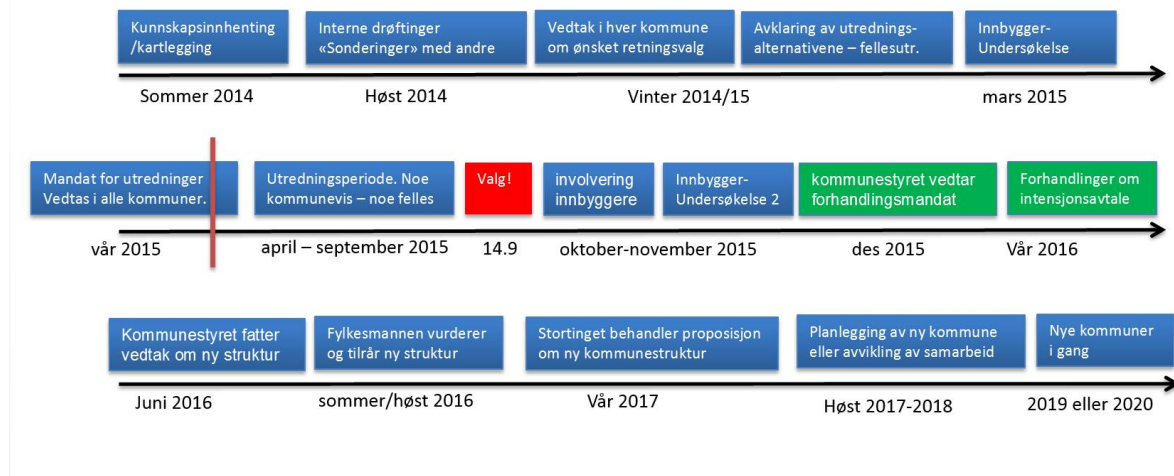 Kunnskapsinnhenting
/kartlegging
Interne drøftinger
«Sonderinger» med andre
Vedtak i hver kommune
om ønsket retningsvalg
Avklaring av utrednings-
alternativene – fellesutr.
Innbygger-
Undersøkelse
Sommer 2014
Høst 2014
Vinter 2014/15
mars 2015
Mandat for utredninger
Vedtas i alle kommuner.
Utredningsperiode. Noe
kommunevis – noe felles
Valg!
involvering
innbyggere
Innbygger-
Undersøkelse 2
kommunestyret vedtar
forhandlingsmandat
Forhandlinger om
intensjonsavtale
vår 2015
april – september 2015
14.9
oktober-november 2015
des 2015
Vår 2016
Kommunestyret fatter
vedtak om ny struktur
Fylkesmannen vurderer
og tilrår ny struktur
Stortinget behandler proposisjon
om ny kommunestruktur
Planlegging av ny kommune
eller avvikling av samarbeid
Nye kommuner
i gang
Juni 2016
sommer/høst 2016
Vår 2017
Høst 2017-2018
2019 eller 2020